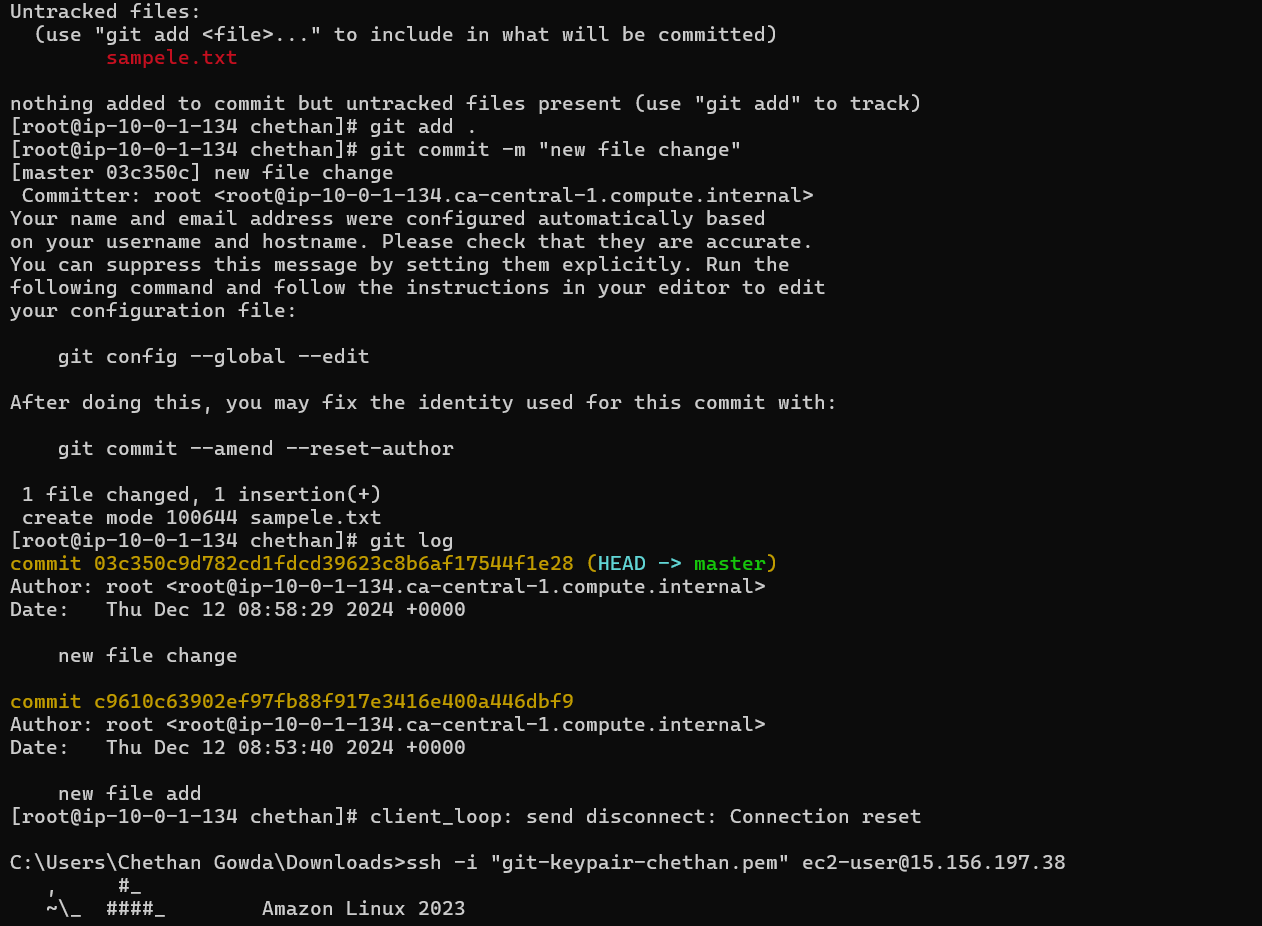 Untracked files:
  (use "git add <file>..." to include in what will be committed)
        sampele.txt

nothing added to commit but untracked files present (use "git add" to track)
[root@ip-10-0-1-134 chethan]# git add .
[root@ip-10-0-1-134 chethan]# git commit -m "new file change"
[master 03c350c] new file change
 Committer: root <root@ip-10-0-1-134.ca-central-1.compute.internal>
Your name and email address were configured automatically based
on your username and hostname. Please check that they are accurate.
You can suppress this message by setting them explicitly. Run the
following command and follow the instructions in your editor to edit
your configuration file:

    git config --global --edit

After doing this, you may fix the identity used for this commit with:

    git commit --amend --reset-author

 1 file changed, 1 insertion(+)
 create mode 100644 sampele.txt
[root@ip-10-0-1-134 chethan]# git log
commit 03c350c9d782cd1fdcd39623c8b6af17544f1e28 (HEAD -> master)
Author: root <root@ip-10-0-1-134.ca-central-1.compute.internal>
Date:   Thu Dec 12 08:58:29 2024 +0000

    new file change

commit c9610c63902ef97fb88f917e3416e400a446dbf9
Author: root <root@ip-10-0-1-134.ca-central-1.compute.internal>
Date:   Thu Dec 12 08:53:40 2024 +0000

    new file add
[root@ip-10-0-1-134 chethan]# client_loop: send disconnect: Connection reset

C:\Users\Chethan Gowda\Downloads>ssh -i "git-keypair-chethan.pem" ec2-user@15.156.197.38
   ,     #_
   ~\_  ####_        Amazon Linux 2023